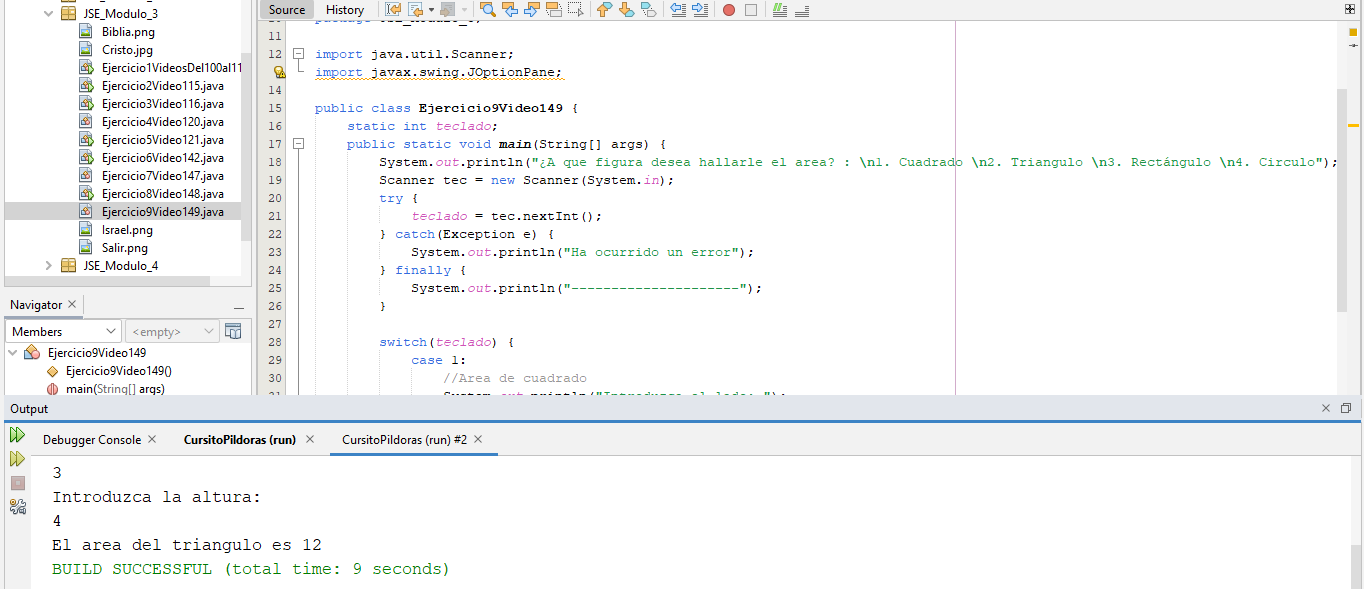 JSE_Modulo_3
Biblia.png
Cristo.jpg
Ejercicio1VideosDel100al11
Ejercicio2Video115.java
Ejercicio3Video116.java
Ejercicio4Video120.java
Ejercicio5Video121.java
Ejercicio6Video142.java
Ejercicio7Video147.java
Ejercicio8Video148.java
Ejercicio9Video149.java
Israel.png
Salir.png
JSE_Modulo_4
Navigator
Members
<empty>
Ejercicio9Video149
Ejercicio9Video149()
main(String[] args)
Source History
11
12 import java.util.Scanner;
import javax.swing.JOptionPane;
14
15 public class Ejercicio9Video149 {
16 static int teclado;
17 public static void main(String[] args) {
18 System.out.println("¿A que figura desea hallarle el area? : \n1. Cuadrado \n2. Triangulo \n3. Rectángulo \n4. Circulo");
19 Scanner tec = new Scanner(System.in);
20 try {
21 teclado = tec.nextInt();
22 } catch(Exception e) {
23 System.out.println("Ha ocurrido un error");
24 } finally {
25 System.out.println("---------------------");
26 }
27
28 switch(teclado) {
29 case 1:
30 //Area de cuadrado
Output
Debugger Console CursitoPildoras (run) CursitoPildoras (run) #2
3
Introduzca la altura:
4
El area del triangulo es 12
BUILD SUCCESSFUL (total time: 9 seconds)